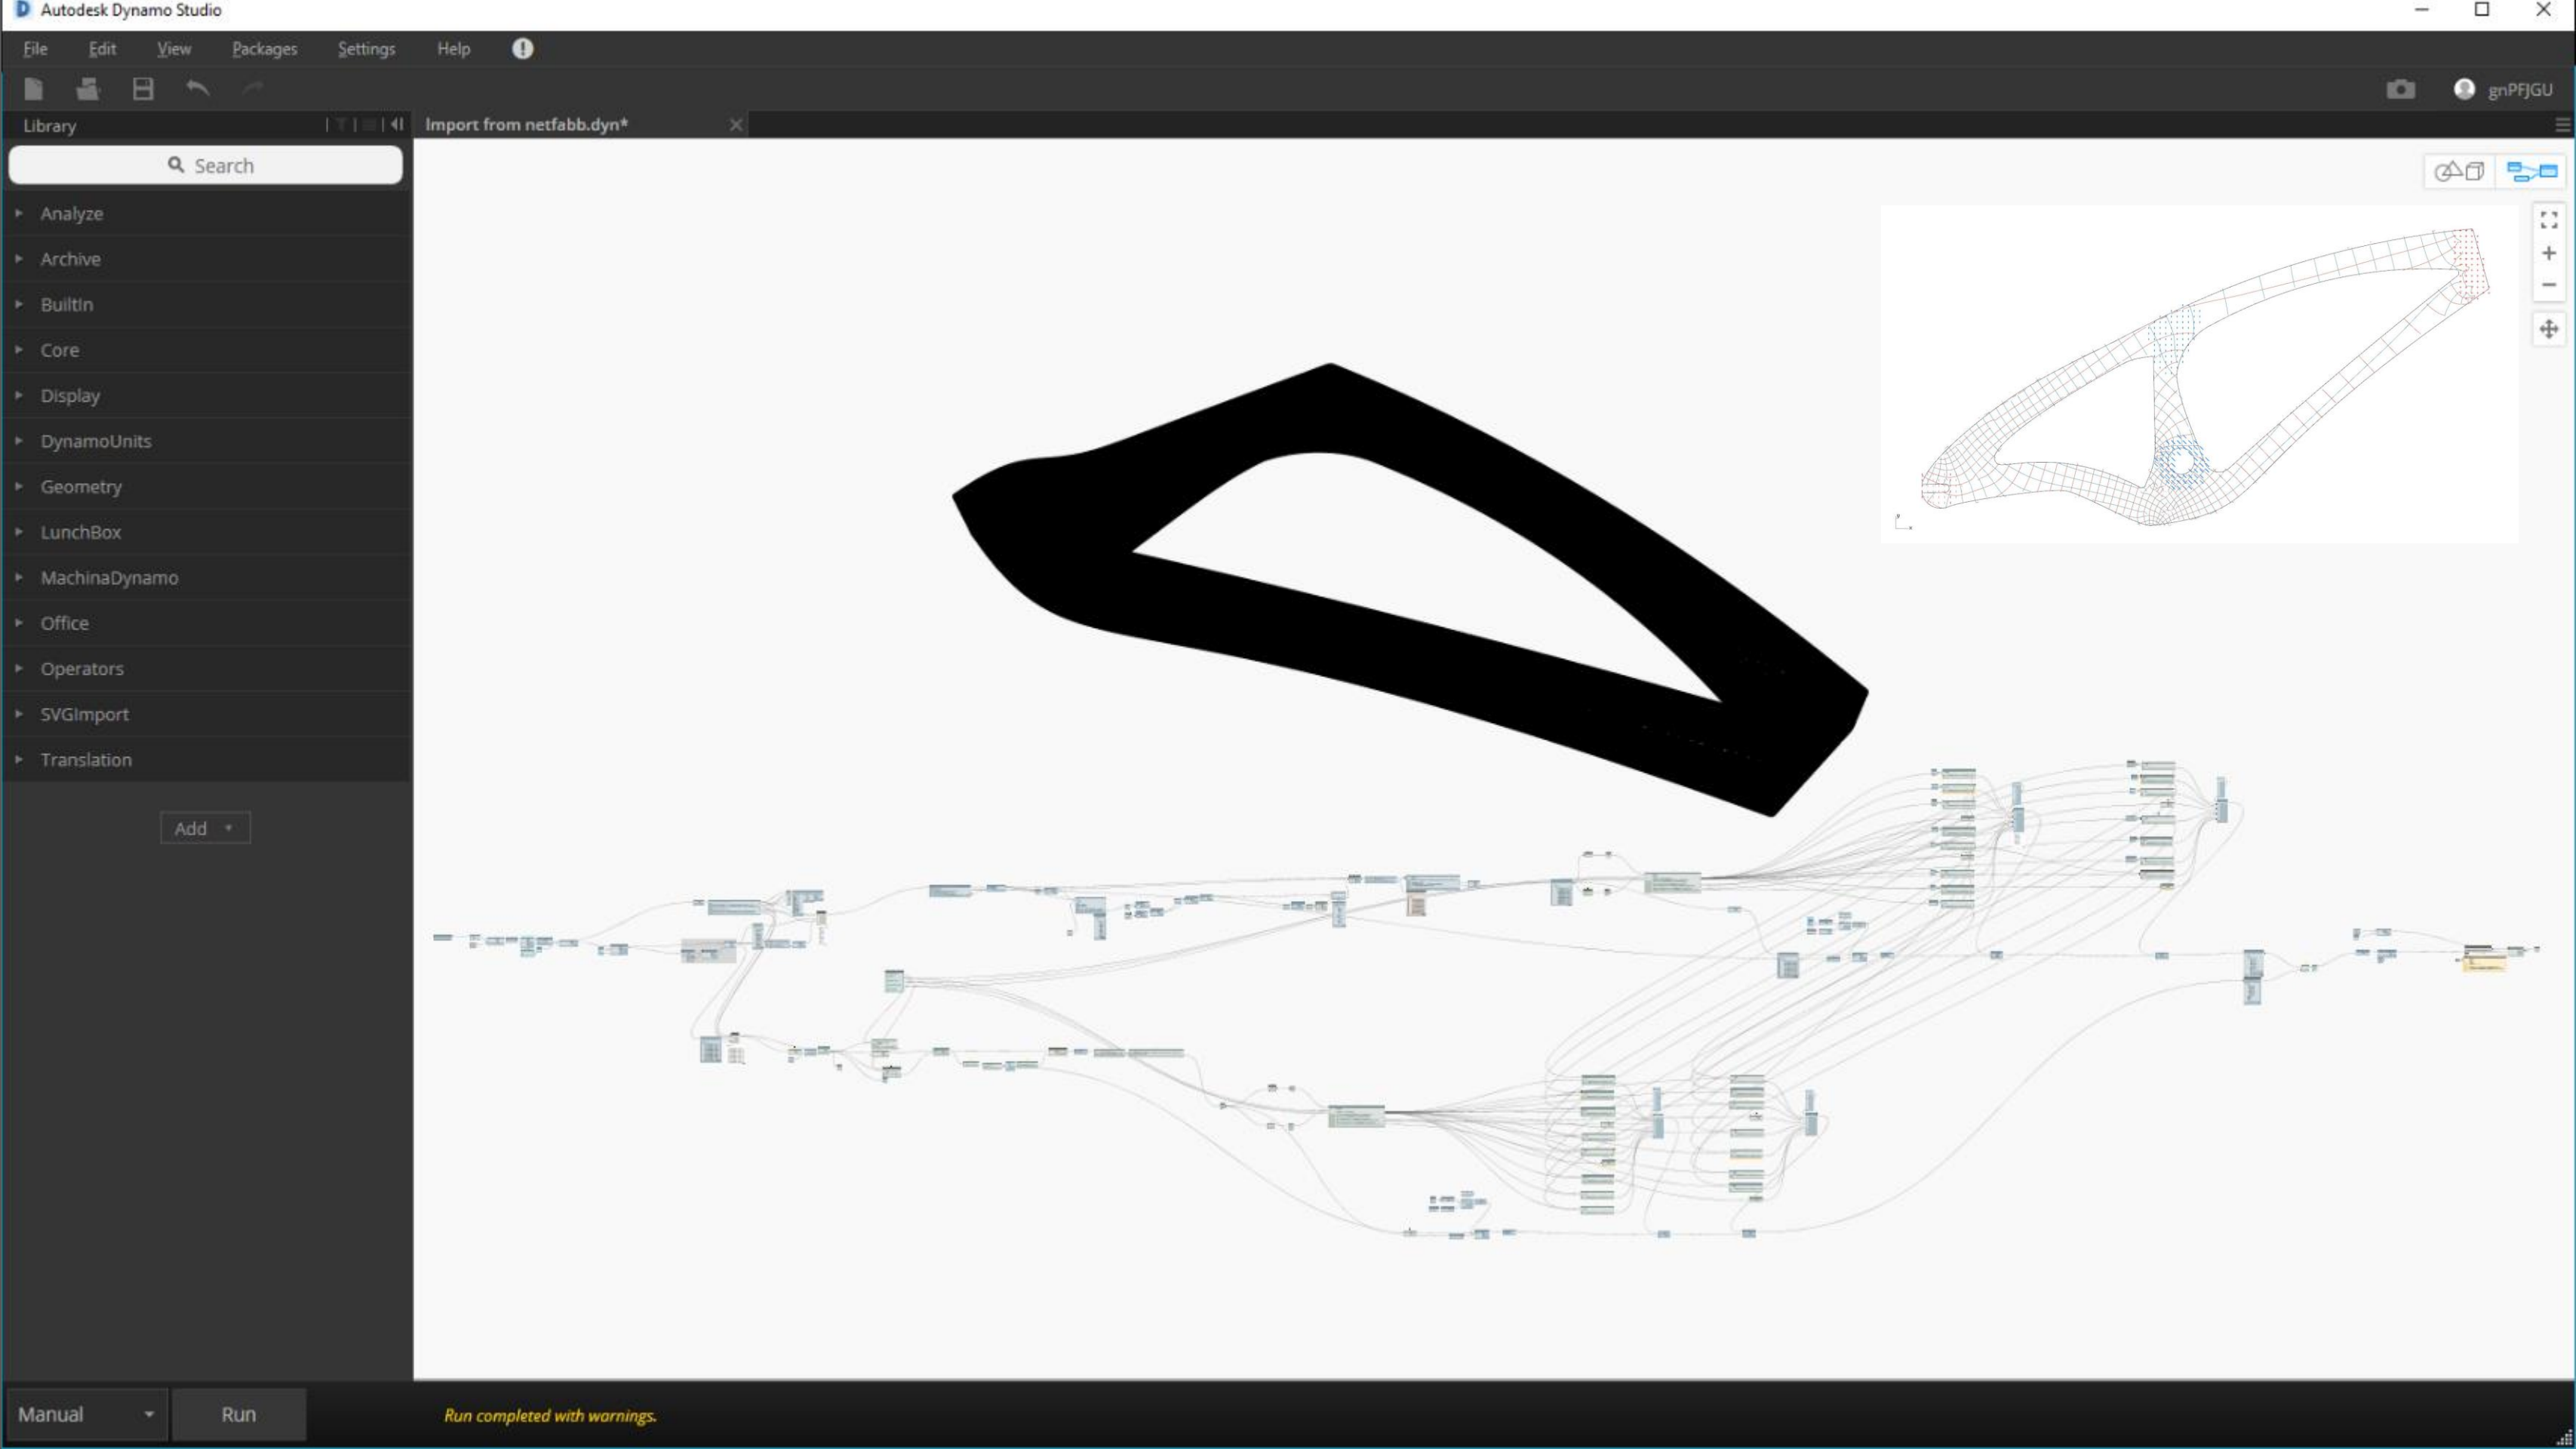 Autodesk Dynamo Studio
File Edit View Packages Settings Help
gnPFJGU
Library
Import from netfabb.dyn*
Search
Analyze
Archive
BuiltIn
Core
Display
DynamoUnits
Geometry
LunchBox
MachinaDynamo
Office
Operators
SVGImport
Translation
Add
Manual
Run
Run completed with warnings.